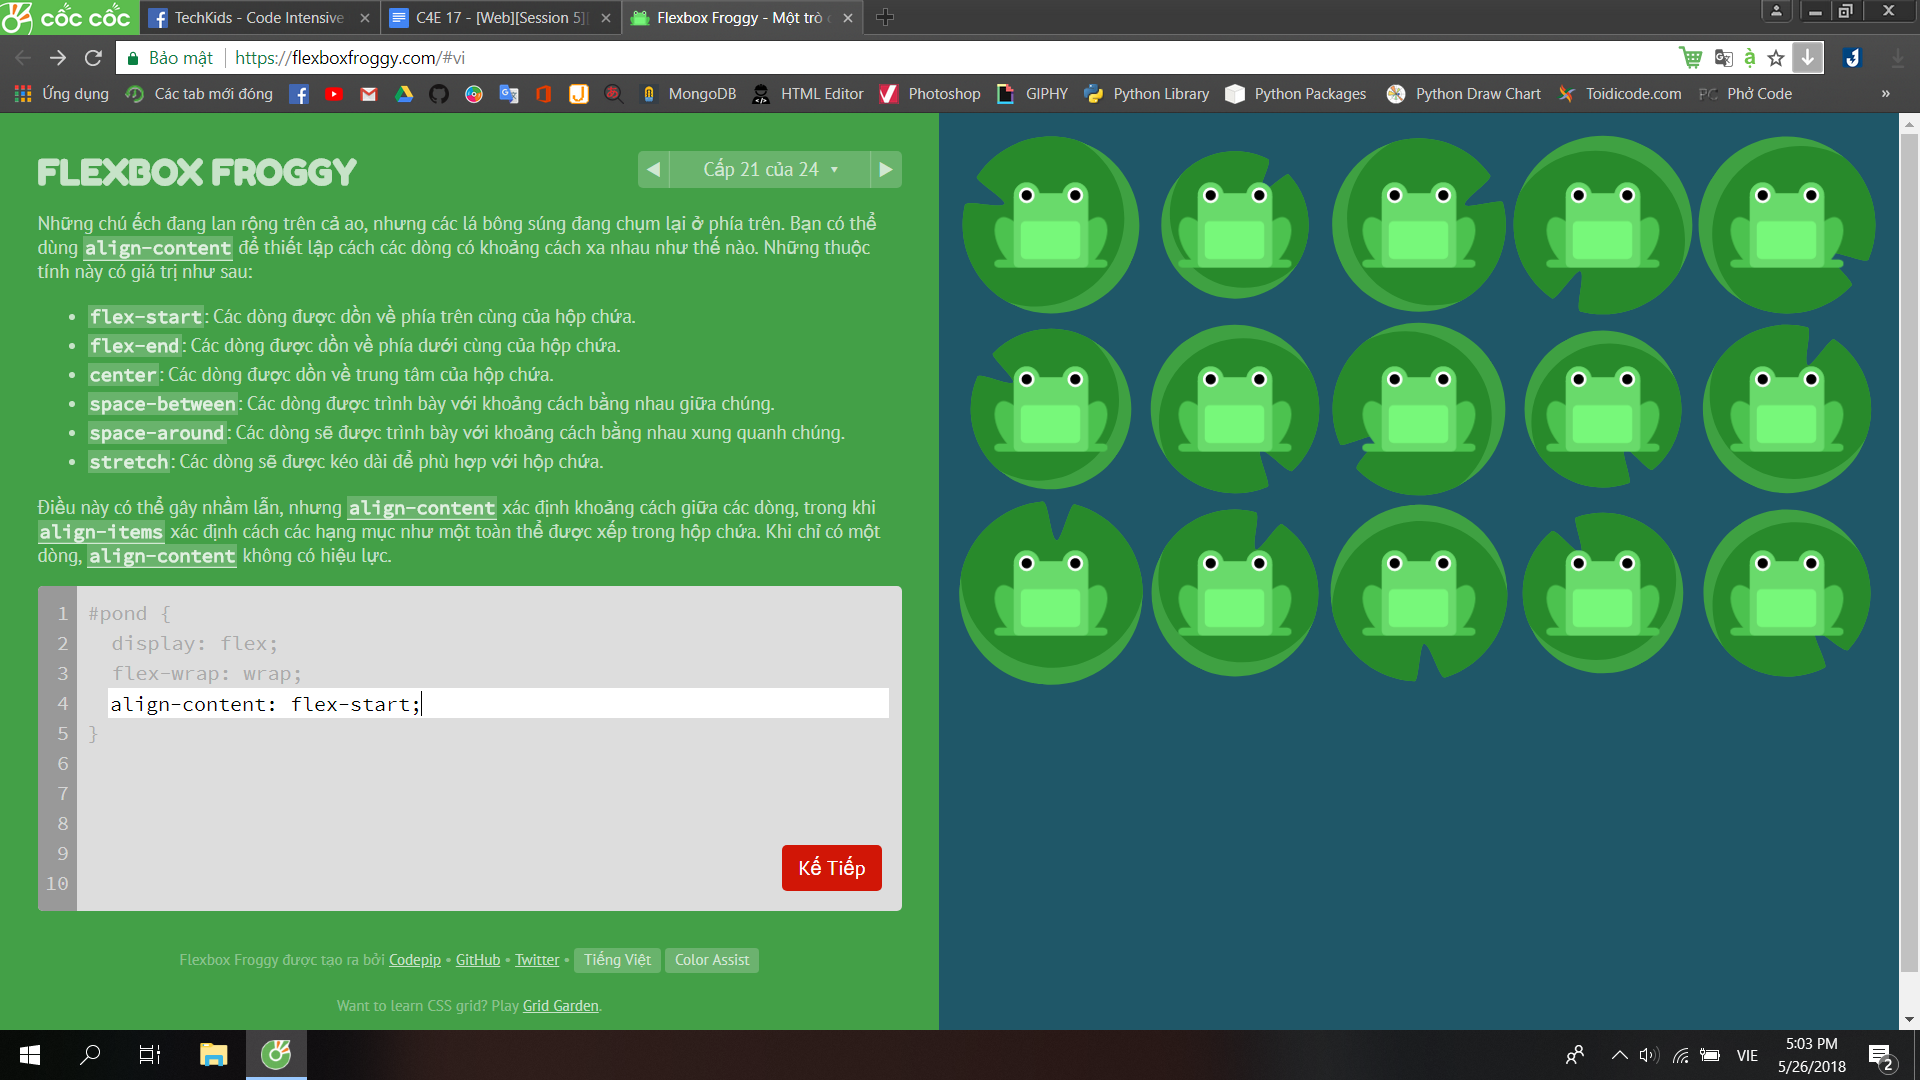 cốc cốc
TechKids - Code Intensive
C4E 17 - [Web][Session 5]
Flexbox Froggy - Một trò
Bảo mật https://flexboxfroggy.com/#vi
Ứng dụng Các tab mới đóng MongoDB HTML Editor Photoshop GIPHY Python Library Python Packages Python Draw Chart Toidicode.com PC Phở Code »
FLEXBOX FROGGY
Cấp 21 của 24
Những chú ếch đang lan rộng trên cả ao, nhưng các lá bông súng đang chụm lại ở phía trên. Bạn có thể
dùng align-content để thiết lập cách các dòng có khoảng cách xa nhau như thế nào. Những thuộc
tính này có giá trị như sau:
• flex-start: Các dòng được dồn về phía trên cùng của hộp chứa.
• flex-end: Các dòng được dồn về phía dưới cùng của hộp chứa.
• center: Các dòng được dồn về trung tâm của hộp chứa.
• space-between: Các dòng được trình bày với khoảng cách bằng nhau giữa chúng.
• space-around: Các dòng sẽ được trình bày với khoảng cách bằng nhau xung quanh chúng.
• stretch: Các dòng sẽ được kéo dài để phù hợp với hộp chứa.
Điều này có thể gây nhầm lẫn, nhưng align-content xác định khoảng cách giữa các dòng, trong khi
align-items xác định cách các hạng mục như một toàn thể được xếp trong hộp chứa. Khi chỉ có một
dòng, align-content không có hiệu lực.
1 #pond {
2 display: flex;
3 flex-wrap: wrap;
4 align-content: flex-start;
5 }
6
7
8
9
10
Kế Tiếp
Flexbox Froggy được tạo ra bởi Codepip • GitHub • Twitter • Tiếng Việt Color Assist
Want to learn CSS grid? Play Grid Garden.
VIE
5:03 PM
5/26/2018
2